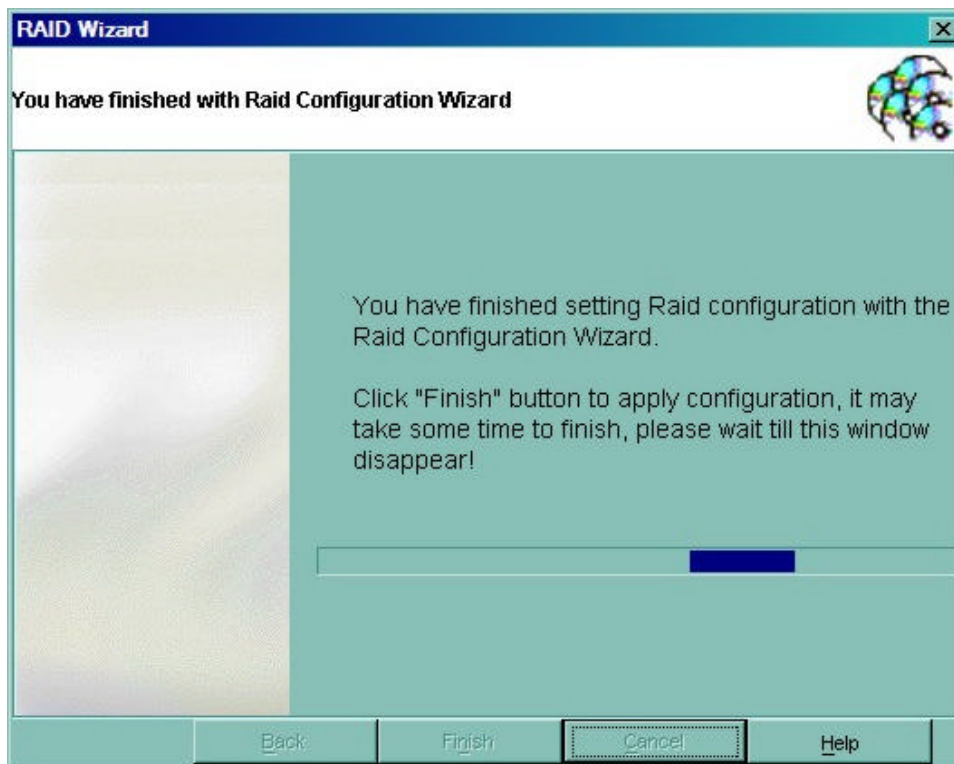 RAID Wizard
You have finished with Raid Configuration Wizard
You have finished setting Raid configuration with the
Raid Configuration Wizard.
Click "Finish" button to apply configuration, it may
take some time to finish, please wait till this window
disappear!
Back
Finish
Cancel
Help